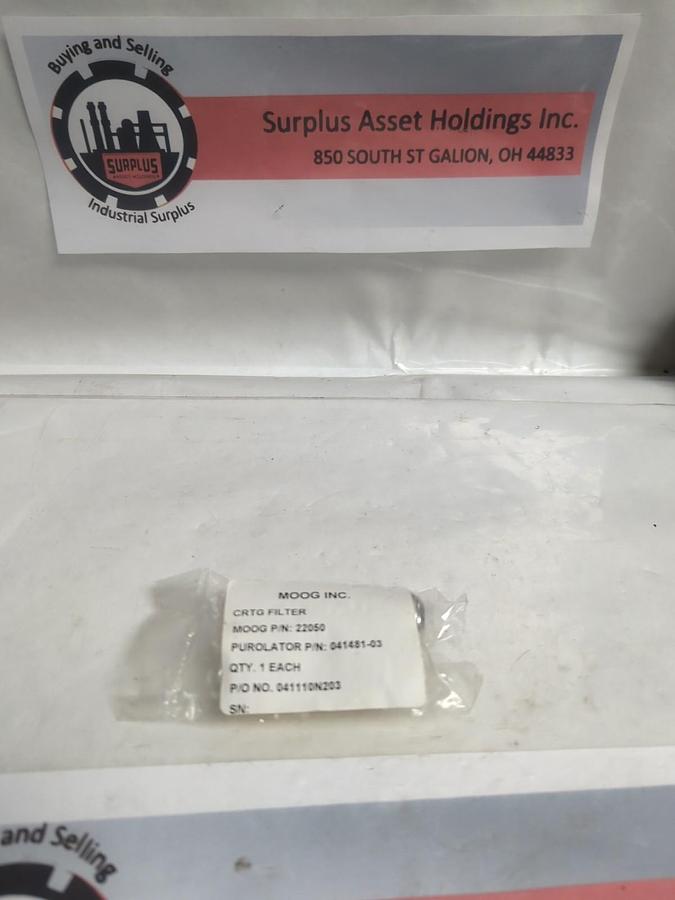 Buying and Selling
SURPLUS
Industrial Surplus
Surplus Asset Holdings Inc.
850 SOUTH ST GALION, OH 44833
MOOG INC.
CRTG FILTER
MOOG P/N: 22050
PUROLATOR P/N: 041481-03
QTY. 1 EACH
P/O NO. 041110N203
SN:
and Selling